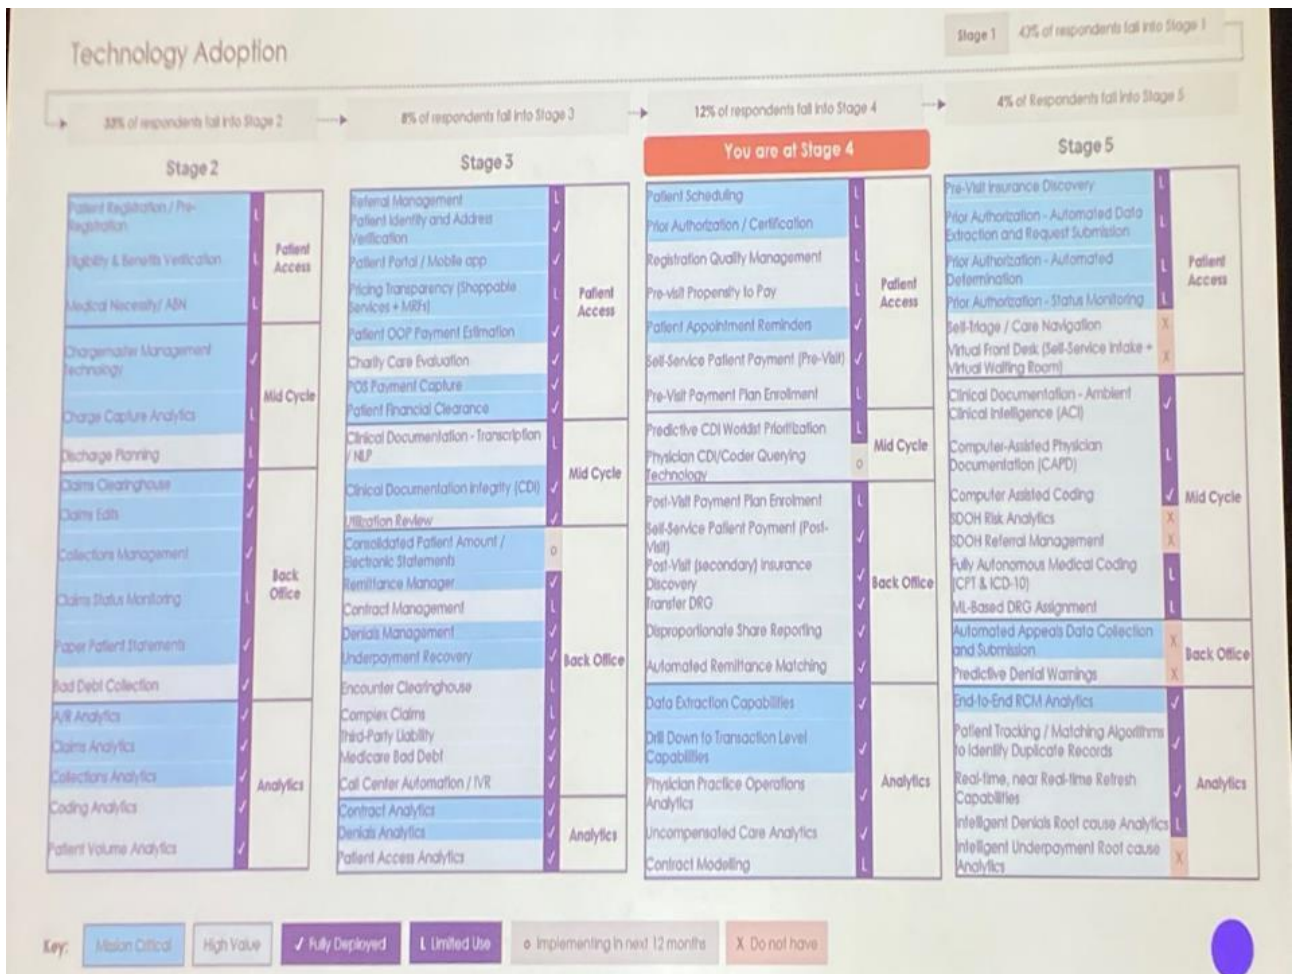 Technology Adoption
Stage 1
42% of respondents fall into Stage 1
33% of respondents fall into Stage 2
8% of respondents fall into Stage 3
12% of respondents fall into Stage 4
4% of Respondents fall into Stage 5
Stage 2
Patient Registration / Pre-
Registration
L
Eligibility & Benefits Verification
L
Medical Necessity/ ABN
L
Patient
Access
Chargemaster Management
Technology
✓
Charge Capture Analytics
L
Discharge Planning
L
Mid Cycle
Claims Clearinghouse
✓
Claims Edits
✓
Collections Management
✓
Claims Status Monitoring
L
Paper Patient Statements
✓
Bad Debt Collection
✓
Back
Office
A/R Analytics
✓
Claims Analytics
✓
Collections Analytics
✓
Coding Analytics
✓
Patient Volume Analytics
✓
Analytics
Stage 3
Referral Management
L
Patient Identity and Address
Verification
✓
Patient Portal / Mobile app
✓
Pricing Transparency (Shoppable
Services + MRFs)
L
Patient OOP Payment Estimation
✓
Charity Care Evaluation
✓
POS Payment Capture
✓
Patient Financial Clearance
✓
Patient
Access
Clinical Documentation - Transcription
/ NLP
L
Clinical Documentation Integrity (CDI)
✓
Utilization Review
✓
Mid Cycle
Consolidated Patient Amount /
Electronic Statements
o
Remittance Manager
✓
Contract Management
L
Denials Management
✓
Underpayment Recovery
✓
Encounter Clearinghouse
L
Complex Claims
L
Third-Party Liability
✓
Medicare Bad Debt
✓
Call Center Automation / IVR
✓
Back Office
Contract Analytics
✓
Denials Analytics
✓
Patient Access Analytics
✓
Analytics
You are at Stage 4
Patient Scheduling
L
Prior Authorization / Certification
L
Registration Quality Management
L
Pre-visit Propensity to Pay
L
Patient Appointment Reminders
✓
Self-Service Patient Payment (Pre-Visit)
✓
Pre-Visit Payment Plan Enrollment
L
Patient
Access
Predictive CDI Worklist Prioritization
L
Physician CDI/Coder Querying
Technology
o
Mid Cycle
Post-Visit Payment Plan Enrolment
L
Self-Service Patient Payment (Post-
Visit)
✓
Post-Visit (secondary) Insurance
Discovery
✓
Transfer DRG
✓
Disproportionate Share Reporting
✓
Automated Remittance Matching
✓
Back Office
Data Extraction Capabilities
✓
Drill Down to Transaction Level
Capabilities
✓
Physician Practice Operations
Analytics
✓
Uncompensated Care Analytics
✓
Contract Modelling
L
Analytics
Stage 5
Pre-Visit Insurance Discovery
L
Prior Authorization - Automated Data
Extraction and Request Submission
L
Prior Authorization - Automated
Determination
L
Prior Authorization - Status Monitoring
L
Self-Triage / Care Navigation
X
Virtual Front Desk (Self-Service Intake +
Virtual Waiting Room)
X
Patient
Access
Clinical Documentation - Ambient
Clinical Intelligence (ACI)
✓
Computer-Assisted Physician
Documentation (CAPD)
L
Computer Assisted Coding
✓
SDOH Risk Analytics
X
SDOH Referral Management
X
Fully Autonomous Medical Coding
(CPT & ICD-10)
L
ML-Based DRG Assignment
L
Mid Cycle
Automated Appeals Data Collection
and Submission
X
Predictive Denial Warnings
X
Back Office
End-to-End RCM Analytics
✓
Patient Tracking / Matching Algorithms
to Identify Duplicate Records
✓
Real-time, near Real-time Refresh
Capabilities
✓
Intelligent Denials Root cause Analytics
L
Intelligent Underpayment Root cause
Analytics
X
Analytics
Key:
Mission Critical
High Value
✓ Fully Deployed
L Limited Use
o Implementing in next 12 months
X Do not have